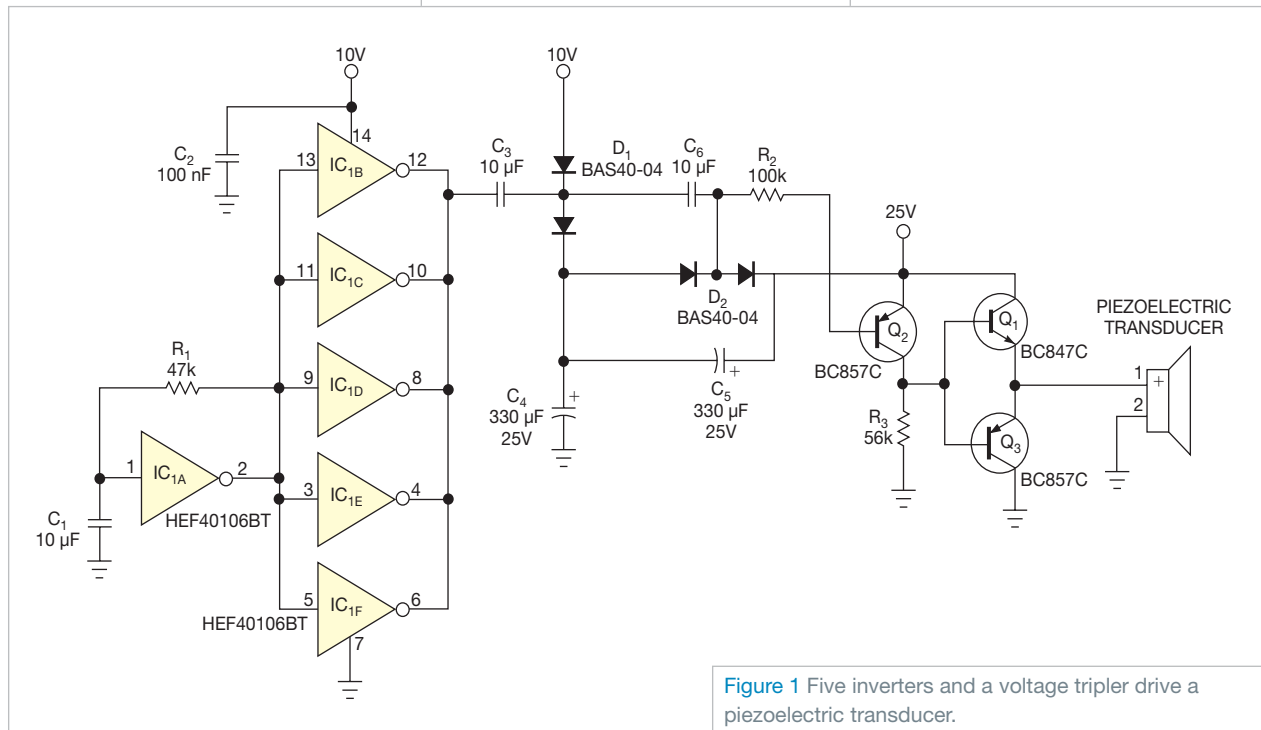 10V
10V
14
C2
100 nF
13
IC1B
12
C3
10 µF
D1
BAS40-04
C6
10 µF
R2
100k
25V
11
IC1C
10
D2
BAS40-04
Q2
BC857C
Q1
BC847C
PIEZOELECTRIC
TRANSDUCER
1
+
2
R1
47k
9
IC1D
8
C4
330 µF
25V
+
C5
330 µF
25V
+
R3
56k
Q3
BC857C
1
IC1A
2
HEF40106BT
C1
10 µF
3
IC1E
4
5
IC1F
6
HEF40106BT
7
Figure 1 Five inverters and a voltage tripler drive a
piezoelectric transducer.